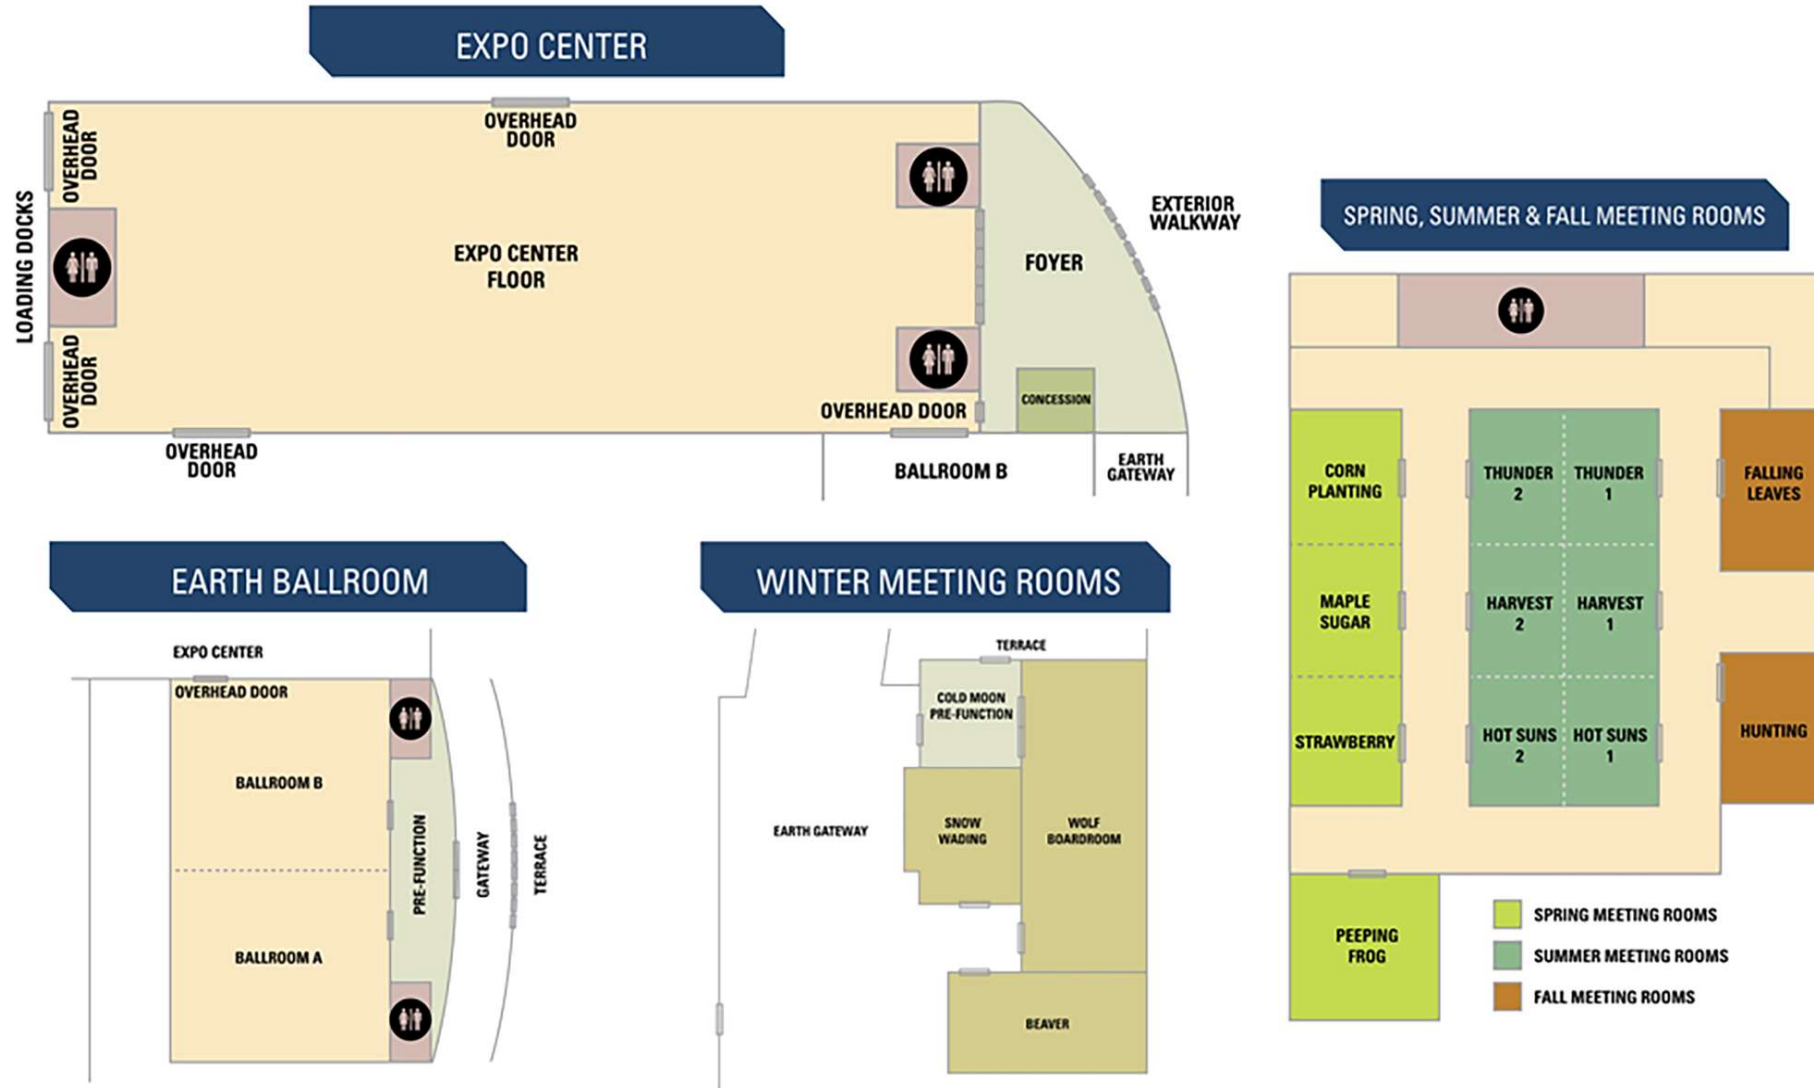 EXPO CENTER
OVERHEAD
DOOR
OVERHEAD
DOOR
LOADING DOCKS
EXPO CENTER
FLOOR
FOYER
EXTERIOR
WALKWAY
OVERHEAD
DOOR
OVERHEAD DOOR
CONCESSION
OVERHEAD
DOOR
BALLROOM B
EARTH
GATEWAY
EARTH BALLROOM
EXPO CENTER
OVERHEAD DOOR
BALLROOM B
BALLROOM A
PRE-FUNCTION
GATEWAY
TERRACE
WINTER MEETING ROOMS
TERRACE
COLD MOON
PRE-FUNCTION
EARTH GATEWAY
SNOW
WADING
WOLF
BOARDROOM
BEAVER
SPRING, SUMMER & FALL MEETING ROOMS
CORN
PLANTING
THUNDER
2
THUNDER
1
FALLING
LEAVES
MAPLE
SUGAR
HARVEST
2
HARVEST
1
STRAWBERRY
HOT SUNS
2
HOT SUNS
1
HUNTING
PEEPING
FROG
SPRING MEETING ROOMS
SUMMER MEETING ROOMS
FALL MEETING ROOMS